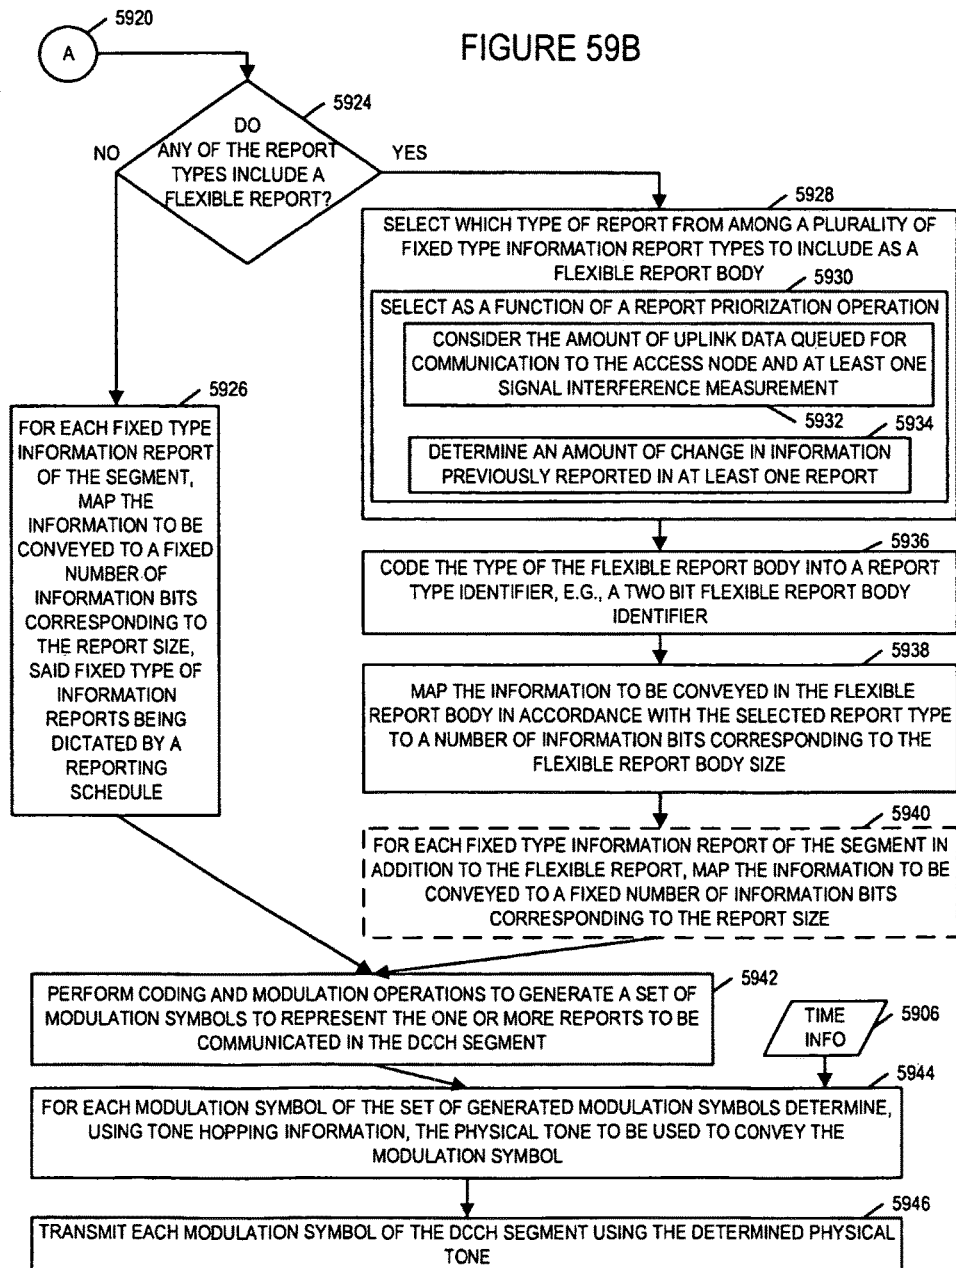 5920
A
FIGURE 59B
5924
DO
ANY OF THE REPORT
TYPES INCLUDE A
FLEXIBLE REPORT?
NO
YES
5928
SELECT WHICH TYPE OF REPORT FROM AMONG A PLURALITY OF
FIXED TYPE INFORMATION REPORT TYPES TO INCLUDE AS A
FLEXIBLE REPORT BODY
5930
SELECT AS A FUNCTION OF A REPORT PRIORIZATION OPERATION
CONSIDER THE AMOUNT OF UPLINK DATA QUEUED FOR
COMMUNICATION TO THE ACCESS NODE AND AT LEAST ONE
SIGNAL INTERFERENCE MEASUREMENT
5932
5934
DETERMINE AN AMOUNT OF CHANGE IN INFORMATION
PREVIOUSLY REPORTED IN AT LEAST ONE REPORT
5926
FOR EACH FIXED TYPE
INFORMATION REPORT
OF THE SEGMENT,
MAP THE
INFORMATION TO BE
CONVEYED TO A FIXED
NUMBER OF
INFORMATION BITS
CORRESPONDING TO
THE REPORT SIZE,
SAID FIXED TYPE OF
INFORMATION
REPORTS BEING
DICTATED BY A
REPORTING
SCHEDULE
5936
CODE THE TYPE OF THE FLEXIBLE REPORT BODY INTO A REPORT
TYPE IDENTIFIER, E.G., A TWO BIT FLEXIBLE REPORT BODY
IDENTIFIER
5938
MAP THE INFORMATION TO BE CONVEYED IN THE FLEXIBLE
REPORT BODY IN ACCORDANCE WITH THE SELECTED REPORT TYPE
TO A NUMBER OF INFORMATION BITS CORRESPONDING TO THE
FLEXIBLE REPORT BODY SIZE
5940
FOR EACH FIXED TYPE INFORMATION REPORT OF THE SEGMENT IN
ADDITION TO THE FLEXIBLE REPORT, MAP THE INFORMATION TO BE
CONVEYED TO A FIXED NUMBER OF INFORMATION BITS
CORRESPONDING TO THE REPORT SIZE
5942
PERFORM CODING AND MODULATION OPERATIONS TO GENERATE A SET OF
MODULATION SYMBOLS TO REPRESENT THE ONE OR MORE REPORTS TO BE
COMMUNICATED IN THE DCCH SEGMENT
TIME
INFO
5906
5944
FOR EACH MODULATION SYMBOL OF THE SET OF GENERATED MODULATION SYMBOLS DETERMINE,
USING TONE HOPPING INFORMATION, THE PHYSICAL TONE TO BE USED TO CONVEY THE
MODULATION SYMBOL
5946
TRANSMIT EACH MODULATION SYMBOL OF THE DCCH SEGMENT USING THE DETERMINED PHYSICAL
TONE